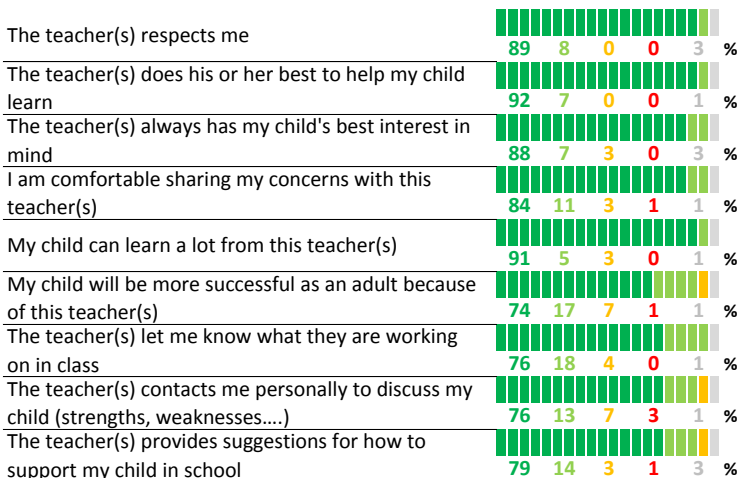 The teacher(s) respects me
89 8 0 0 3 %
The teacher(s) does his or her best to help my child
learn
92 7 0 0 1 %
The teacher(s) always has my child's best interest in
mind
88 7 3 0 3 %
I am comfortable sharing my concerns with this
teacher(s)
84 11 3 1 1 %
My child can learn a lot from this teacher(s)
91 5 3 0 1 %
My child will be more successful as an adult because
of this teacher(s)
74 17 7 1 1 %
The teacher(s) let me know what they are working
on in class
76 18 4 0 1 %
The teacher(s) contacts me personally to discuss my
child (strengths, weaknesses....)
76 13 7 3 1 %
The teacher(s) provides suggestions for how to
support my child in school
79 14 3 1 3 %